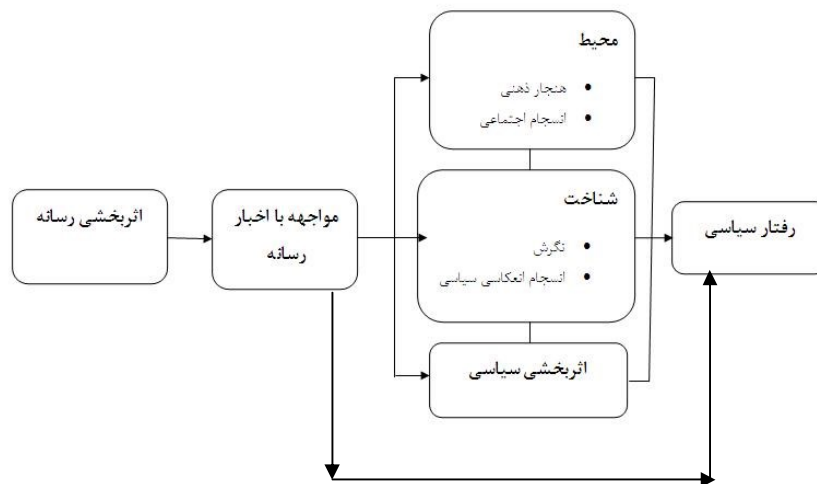 محیط
• هنجار ذهنی
• انسجام اجتماعی
شناخت
• نگرش
• انسجام انعکاسی سیاسی
اثربخشی سیاسی
رفتار سیاسی
مواجهه با اخبار
رسانه
اثربخشی رسانه